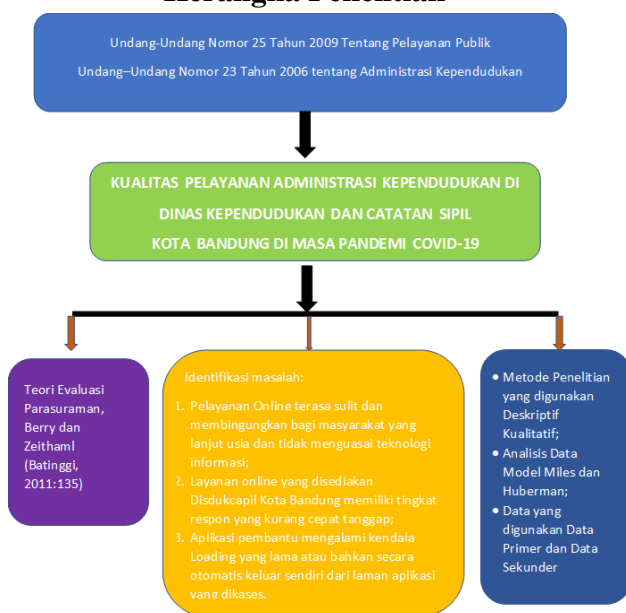 Kerangka Penelitian
Undang-Undang Nomor 25 Tahun 2009 Tentang Pelayanan Publik
Undang–Undang Nomor 23 Tahun 2006 tentang Administrasi Kependudukan
KUALITAS PELAYANAN ADMINISTRASI KEPENDUDUKAN DI
DINAS KEPENDUDUKAN DAN CATATAN SIPIL
KOTA BANDUNG DI MASA PANDEMI COVID-19
Teori Evaluasi
Parasuraman,
Berry dan
Zeithaml
(Batinggi,
2011:135)
Identifikasi masalah:
1. Pelayanan Online terasa sulit dan
membingungkan bagi masyarakat yang
lanjut usia dan tidak menguasai teknologi
informasi;
2. Layanan online yang disediakan
Disdukcapil Kota Bandung memiliki tingkat
respon yang kurang cepat tanggap;
3. Aplikasi pembantu mengalami kendala
Loading yang lama atau bahkan secara
otomatis keluar sendiri dari laman aplikasi
yang dikases.
• Metode Penelitian
yang digunakan
Deskriptif
Kualitatif;
• Analisis Data
Model Miles dan
Huberman;
• Data yang
digunakan Data
Primer dan Data
Sekunder